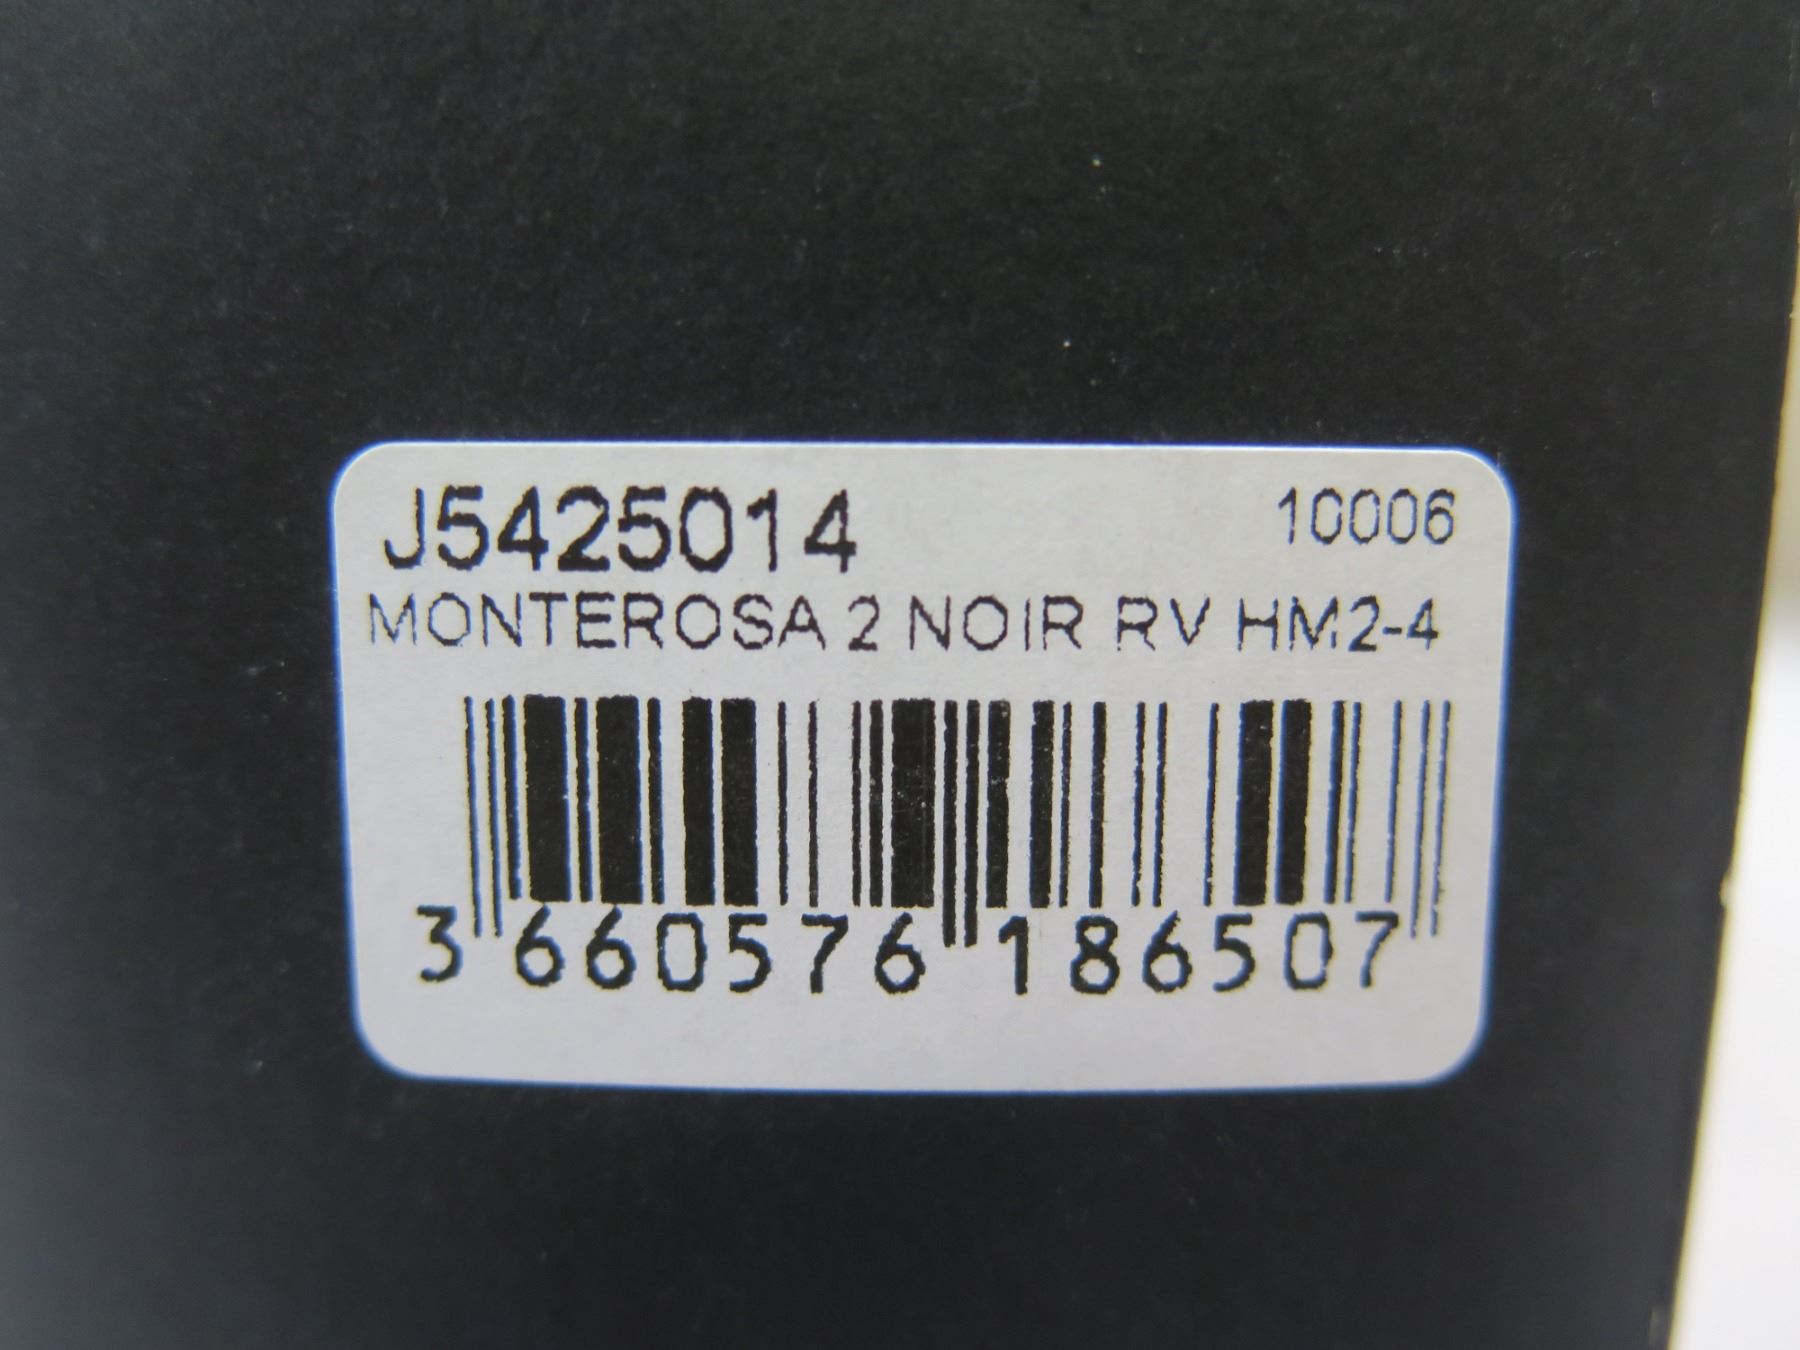 J5425014 10006
MONTEROSA 2 NOIR RV HM2-4
3 660576 186507